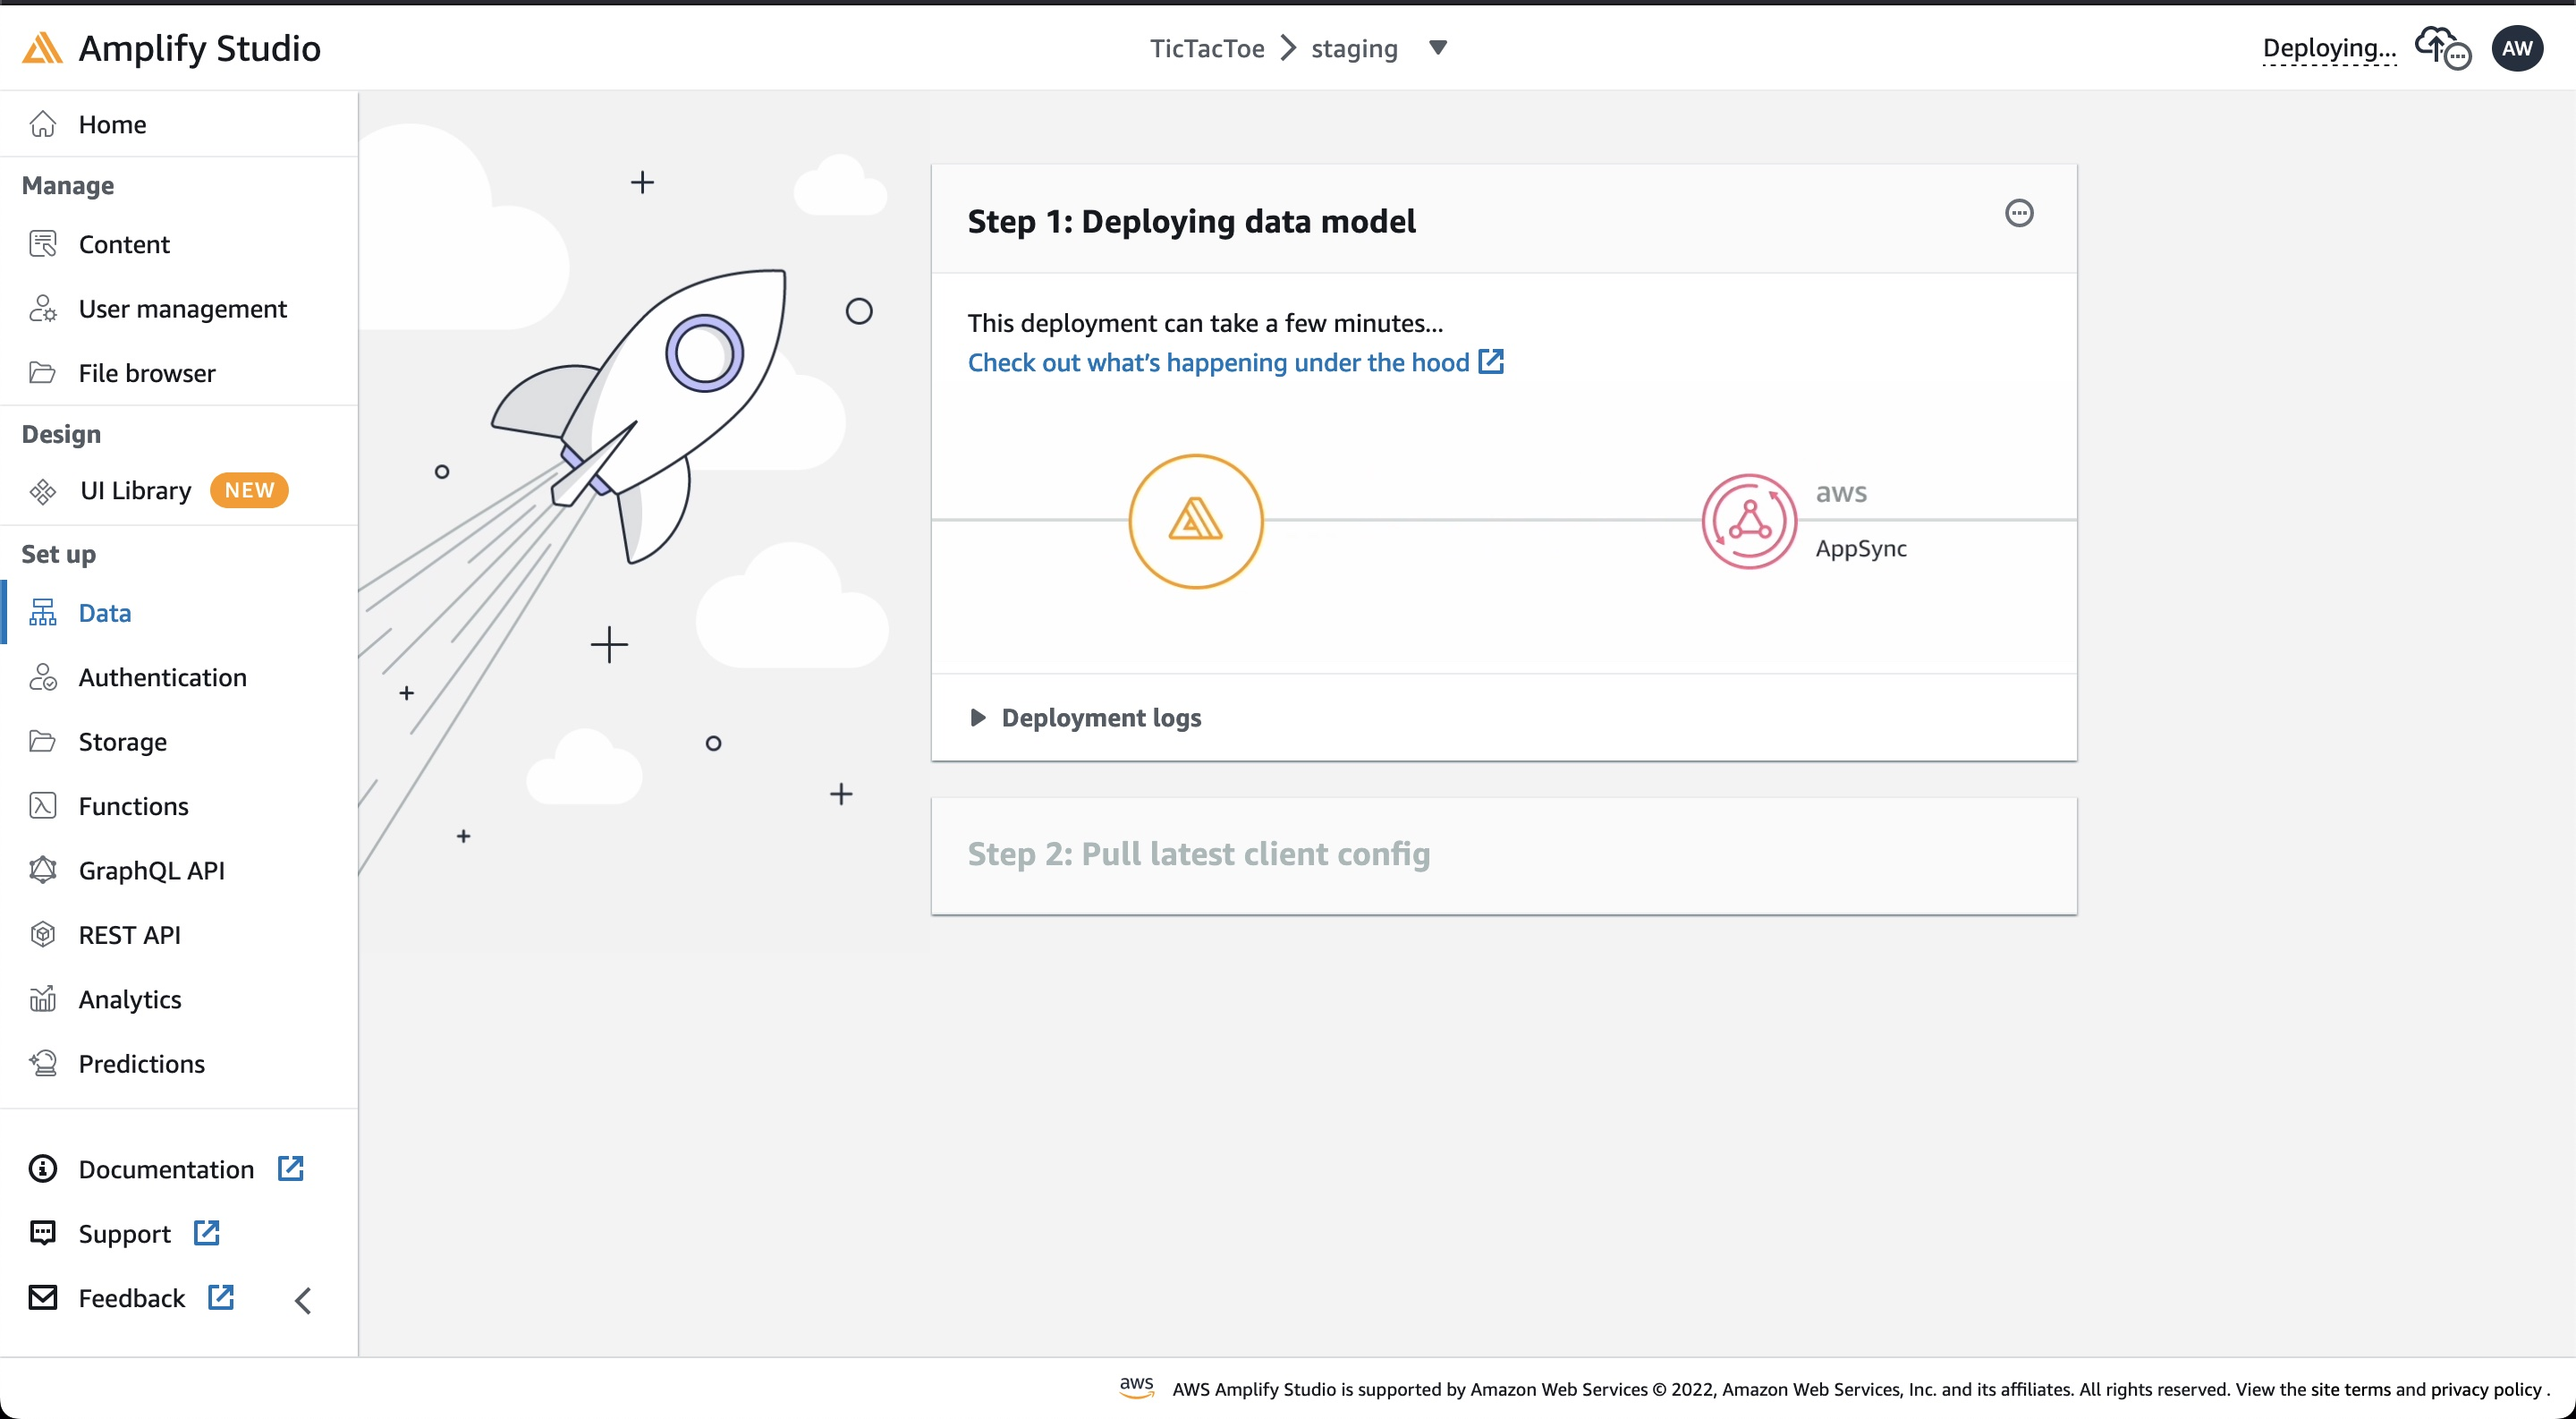 Amplify Studio
TicTacToe
staging
Deploying...
AW
Home
Manage
Content
User management
File browser
Design
UI Library NEW
Set up
Data
Authentication
Storage
Functions
GraphQL API
REST API
Analytics
Predictions
Documentation
Support
Feedback
Step 1: Deploying data model
This deployment can take a few minutes...
Check out what's happening under the hood
aws
AppSync
Deployment logs
Step 2: Pull latest client config
aws
AWS Amplify Studio is supported by Amazon Web Services © 2022, Amazon Web Services, Inc. and its affiliates. All rights reserved. View the site terms and privacy policy .